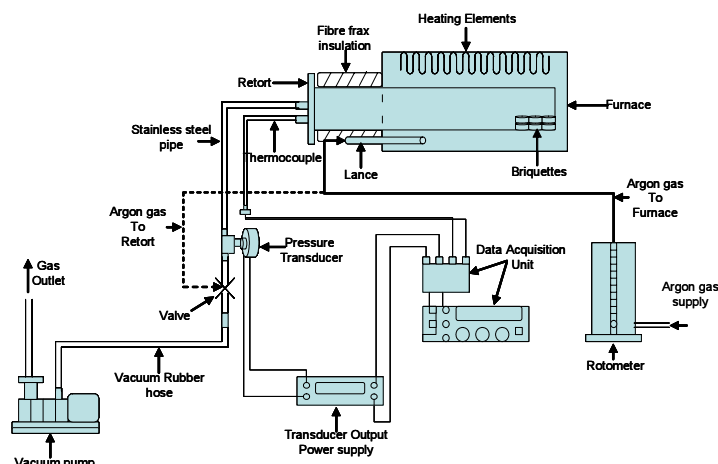 Heating Elements
Fibre frax
insulation
Retort
Furnace
Stainless steel
pipe
Thermocouple
Lance
Briquettes
Argon gas
To
Retort
Argon gas
To
Furnace
Gas
Outlet
Pressure
Transducer
Data Acquisition
Unit
Argon gas
supply
Valve
Vacuum Rubber
hose
Rotometer
Transducer Output
Power supply
Vacuum pump